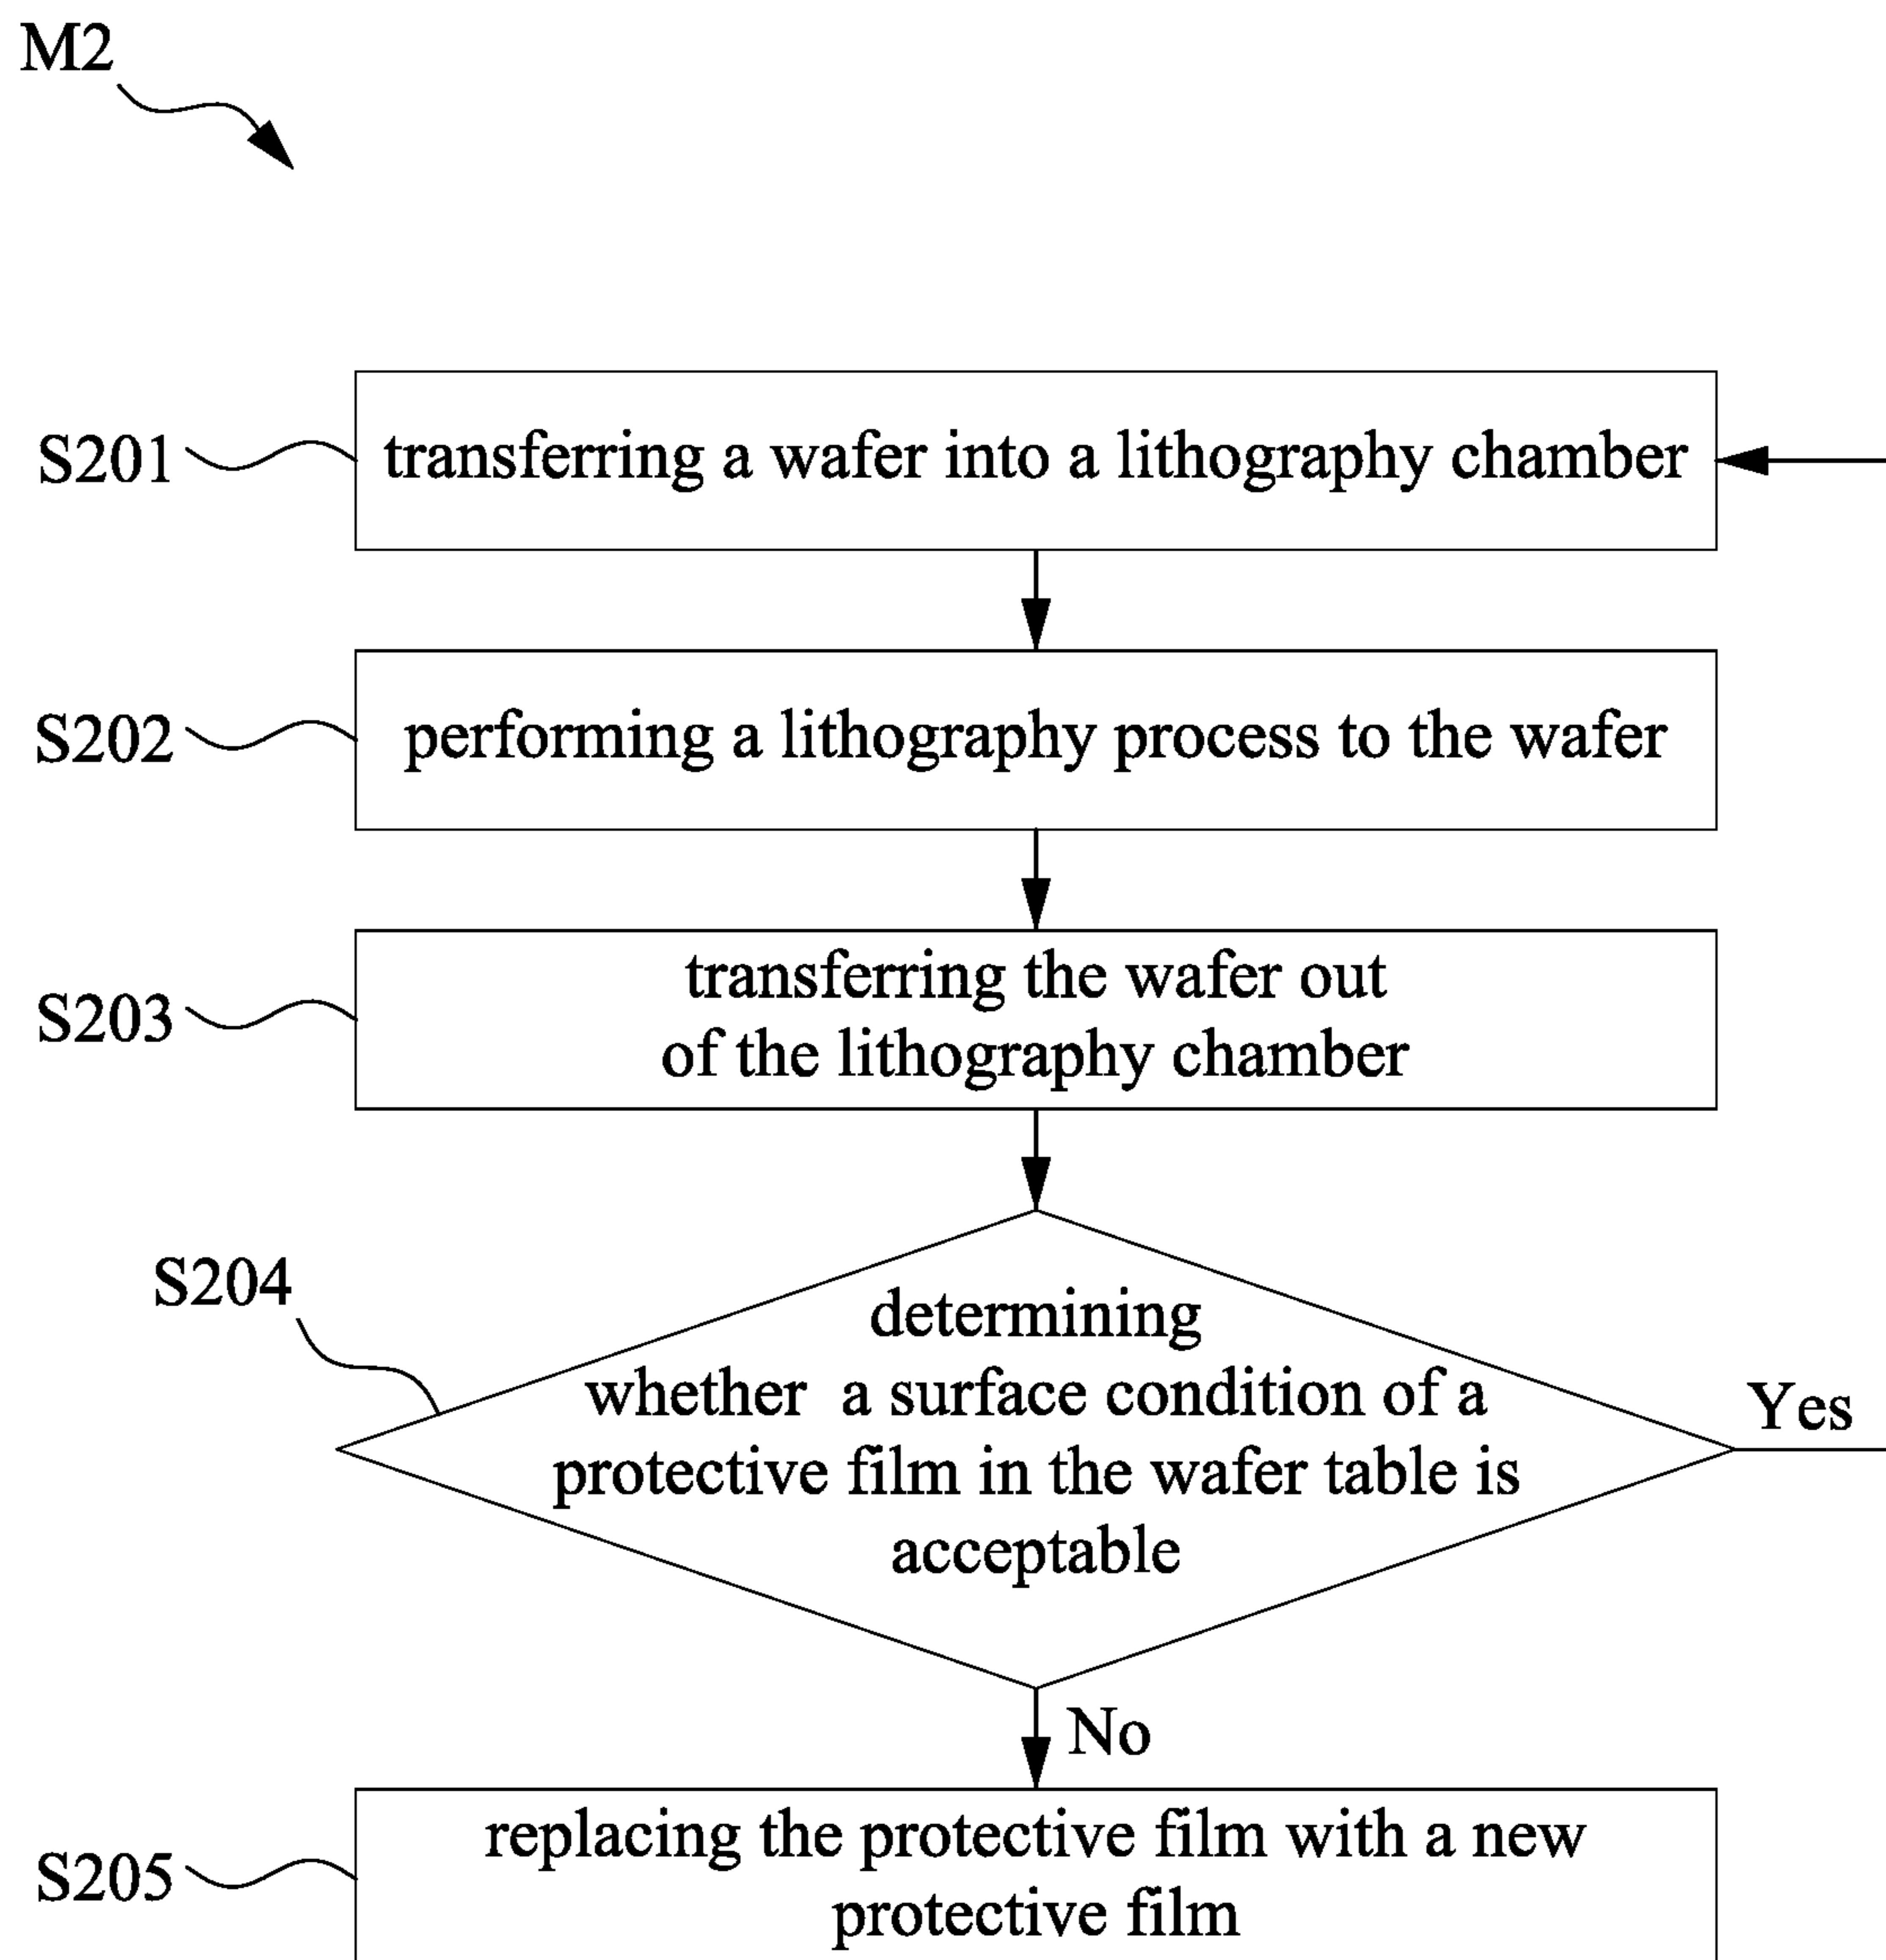 M2
S201
transferring a wafer into a lithography chamber
S202
performing a lithography process to the wafer
S203
transferring the wafer out
of the lithography chamber
S204
determining
whether a surface condition of a
protective film in the wafer table is
acceptable
Yes
No
S205
replacing the protective film with a new
protective film